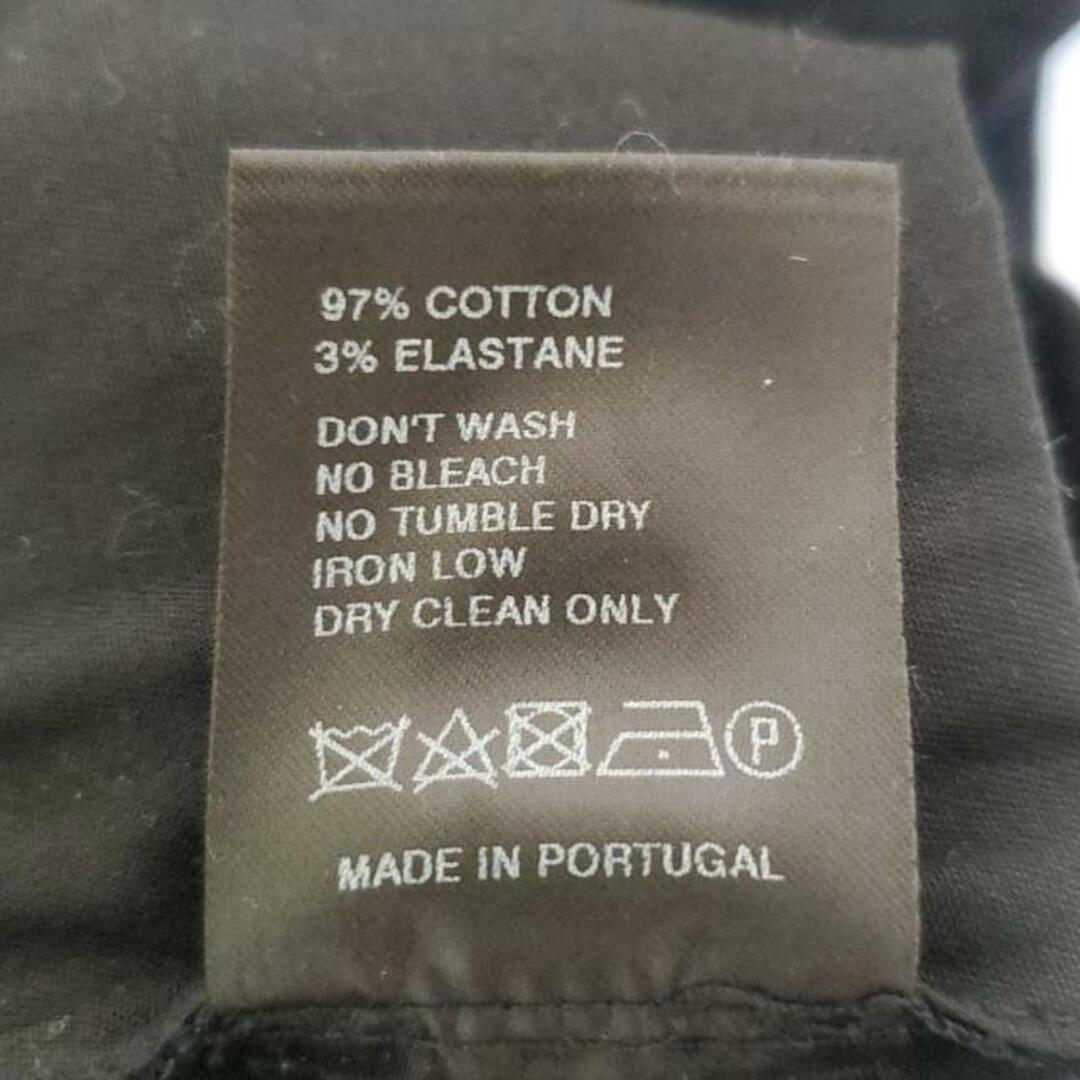 97% COTTON
3% ELASTANE
DON'T WASH
NO BLEACH
NO TUMBLE DRY
IRON LOW
DRY CLEAN ONLY
P
MADE IN PORTUGAL